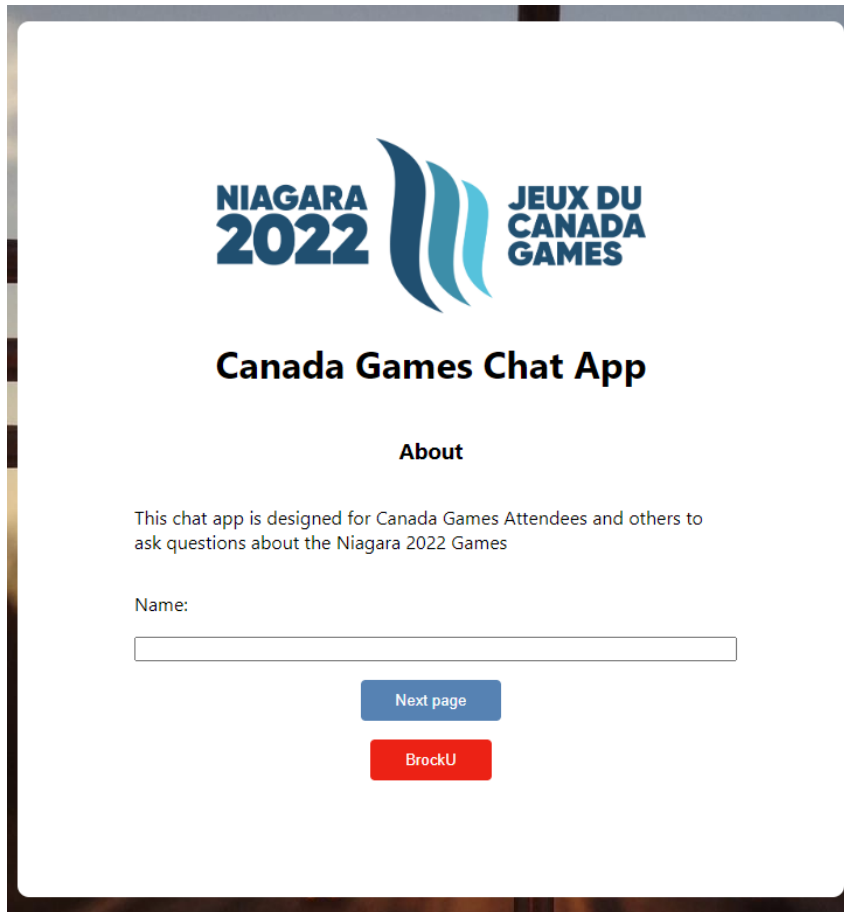 NIAGARA
2022
JEUX DU
CANADA
GAMES
Canada Games Chat App
About
This chat app is designed for Canada Games Attendees and others to
ask questions about the Niagara 2022 Games
Name:
Next page
BrockU